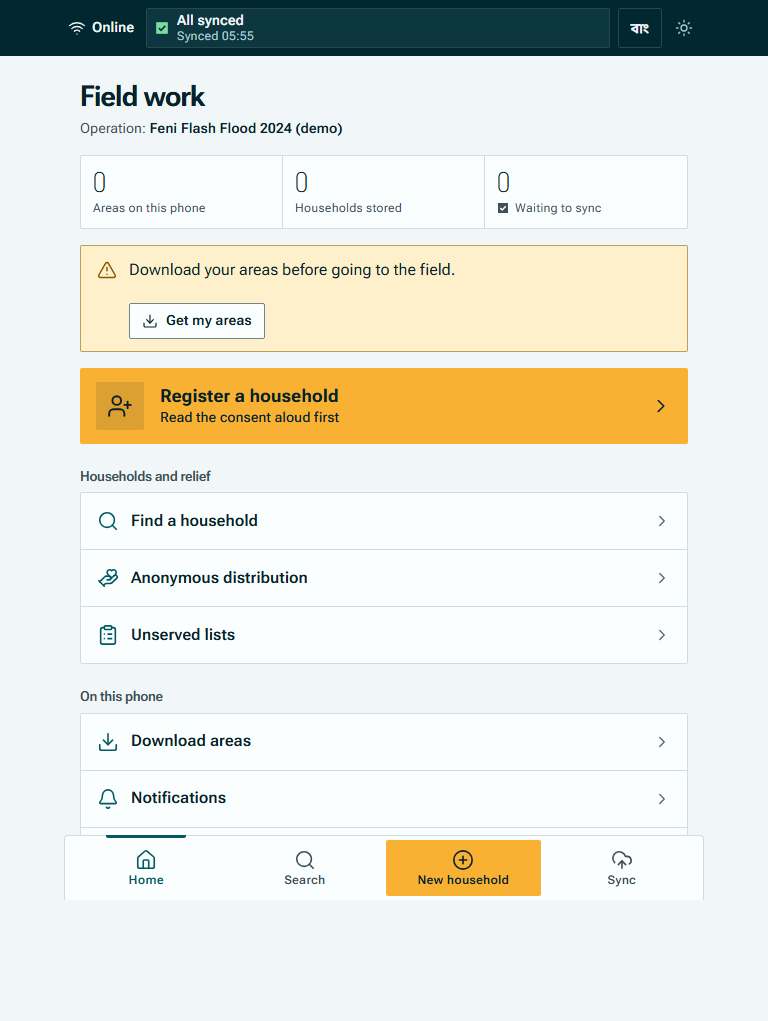 Online
All synced
Synced 05:55
বাং
Field work
Operation: Feni Flash Flood 2024 (demo)
0
Areas on this phone
0
Households stored
0
Waiting to sync
Download your areas before going to the field.
Get my areas
Register a household
Read the consent aloud first
Households and relief
Find a household
Anonymous distribution
Unserved lists
On this phone
Download areas
Notifications
Home
Search
New household
Sync